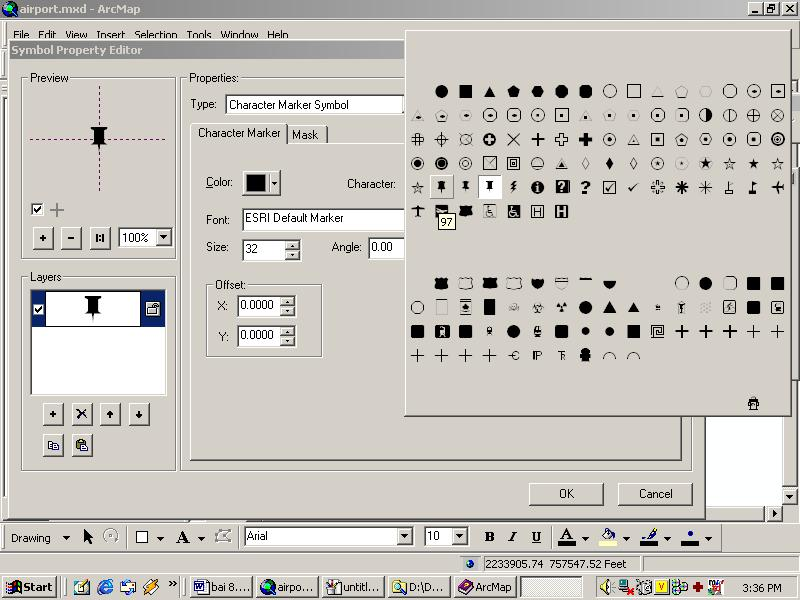 airport.mxd - ArcMap
File Edit View Insert Selection Tools Window Help
Symbol Property Editor
Preview
Properties:
Type: Character Marker Symbol
Character Marker Mask
Color: Character:
Font: ESRI Default Marker
100%
Size: 32 Angle: 0.00
97
Layers
Offset:
X: 0.0000
Y: 0.0000
OK Cancel
Drawing A Arial 10 B I U A
2233905.74 757547.52 Feet
Start bai 8.... airpo... untitl... D:\D... ArcMap 3:36 PM